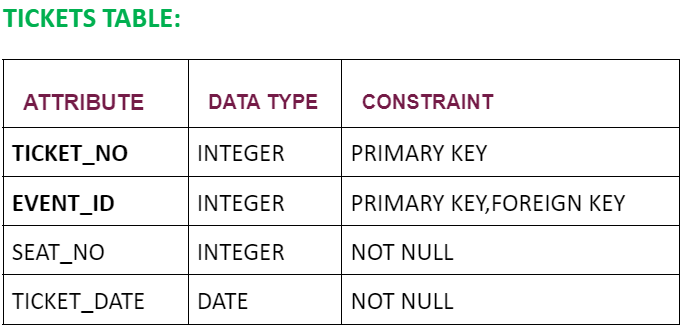 TICKETS TABLE:
ATTRIBUTE DATA TYPE CONSTRAINT
TICKET_NO INTEGER PRIMARY KEY
EVENT_ID INTEGER PRIMARY KEY,FOREIGN KEY
SEAT_NO INTEGER NOT NULL
TICKET_DATE DATE NOT NULL